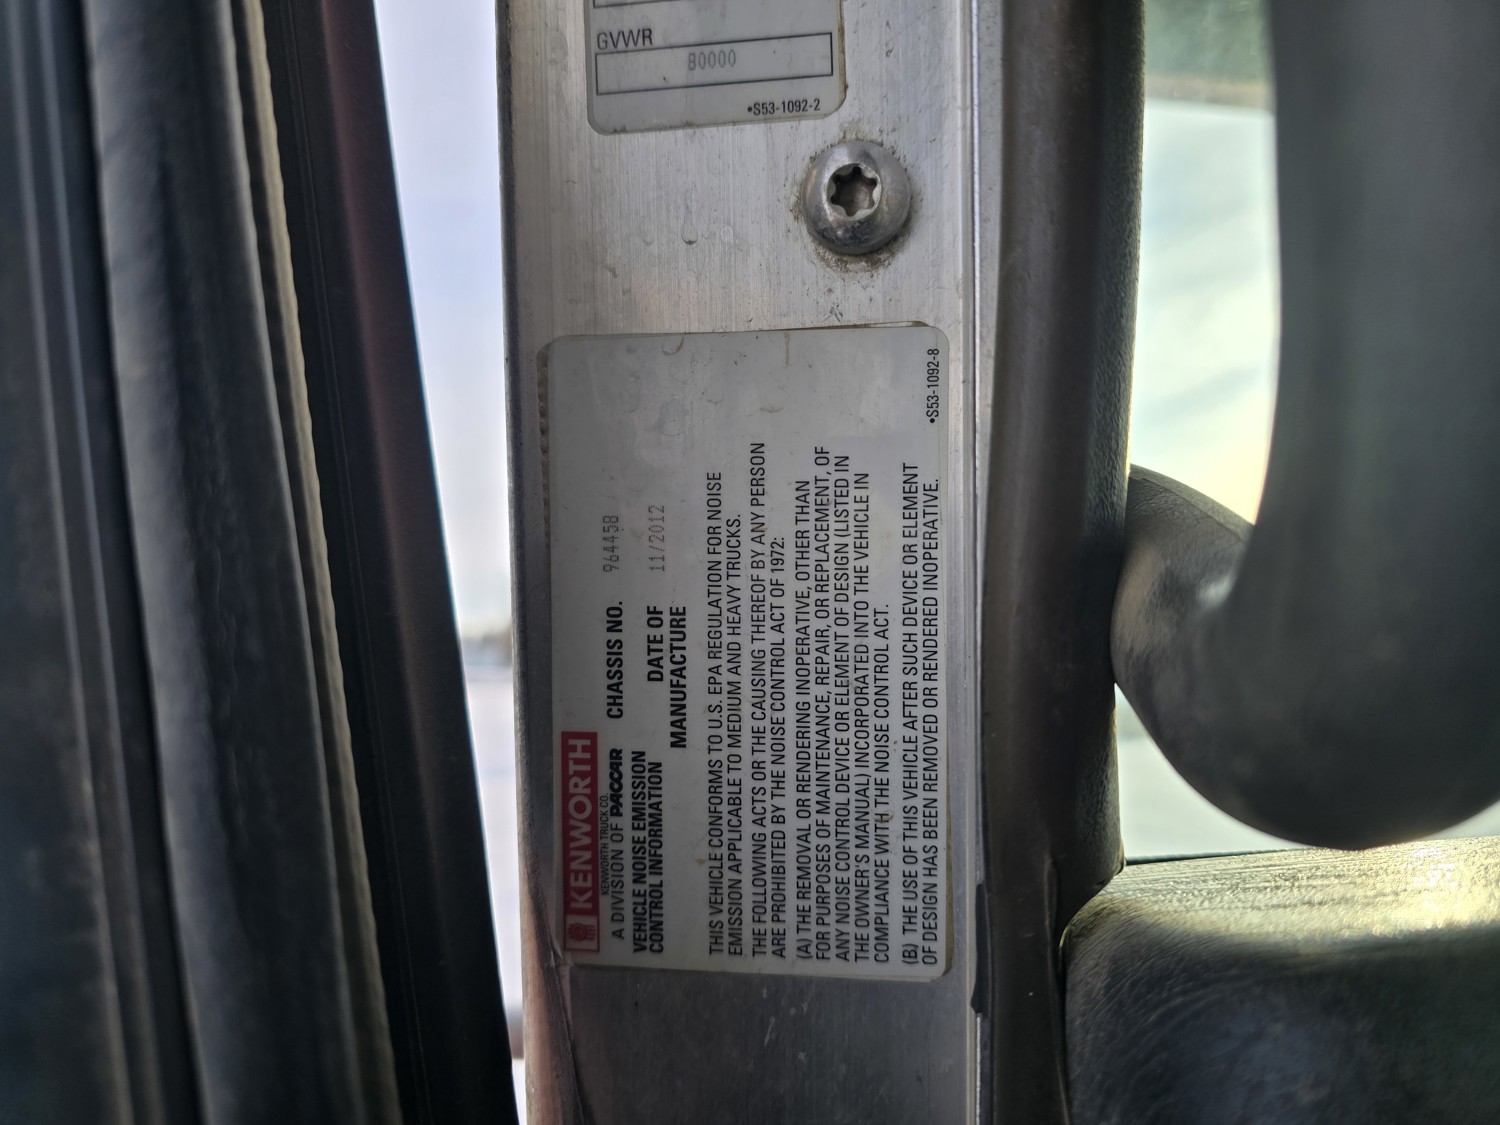 GVWR
80000
•S53-1092-2
KENWORTH
KENWORTH TRUCK CO.
A DIVISION OF PACCAR
VEHICLE NOISE EMISSION
CONTROL INFORMATION
CHASSIS NO. 964458
DATE OF 11/2012
MANUFACTURE
THIS VEHICLE CONFORMS TO U.S. EPA REGULATION FOR NOISE
EMISSION APPLICABLE TO MEDIUM AND HEAVY TRUCKS.
THE FOLLOWING ACTS OR THE CAUSING THEREOF BY ANY PERSON
ARE PROHIBITED BY THE NOISE CONTROL ACT OF 1972:
(A) THE REMOVAL OR RENDERING INOPERATIVE, OTHER THAN
FOR PURPOSES OF MAINTENANCE, REPAIR, OR REPLACEMENT, OF
ANY NOISE CONTROL DEVICE OR ELEMENT OF DESIGN (LISTED IN
THE OWNER'S MANUAL) INCORPORATED INTO THE VEHICLE IN
COMPLIANCE WITH THE NOISE CONTROL ACT.
(B) THE USE OF THIS VEHICLE AFTER SUCH DEVICE OR ELEMENT
OF DESIGN HAS BEEN REMOVED OR RENDERED INOPERATIVE.
•S53-1092-8